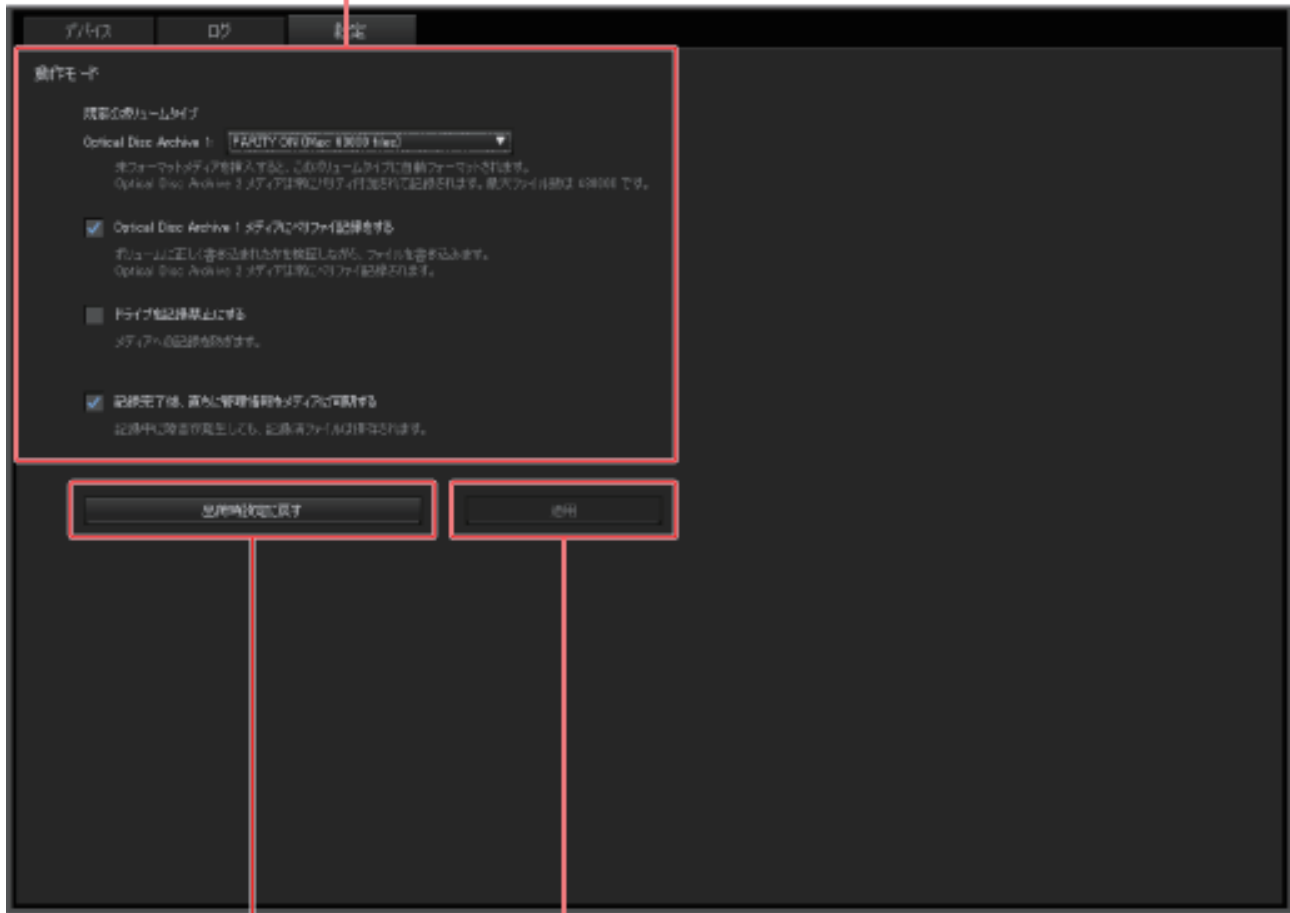 デバイス
ログ
設定
動作モード
既定のボリュームタイプ
Optical Disc Archive 1:
PARITY ON (Max: 60000 files)
未フォーマットメディアを挿入すると、このボリュームタイプに自動フォーマットされます。
Optical Disc Archive 2 メディアは常にパリティ付加されて記録されます。最大ファイル数は です。
Optical Disc Archive 1 メディアにベリファイ記録をする
ボリュームに正しく書き込まれたかを検証しながら、ファイルを書き込みます。
Optical Disc Archive 2 メディアは常にベリファイ記録されます。
ドライブを記録禁止にする
メディアへの記録を防ぎます。
記録完了後、直ちに管理情報をメディアに同期する
記録中に障害が発生しても、記録済ファイルは保存されます。
出荷時設定に戻す
適用